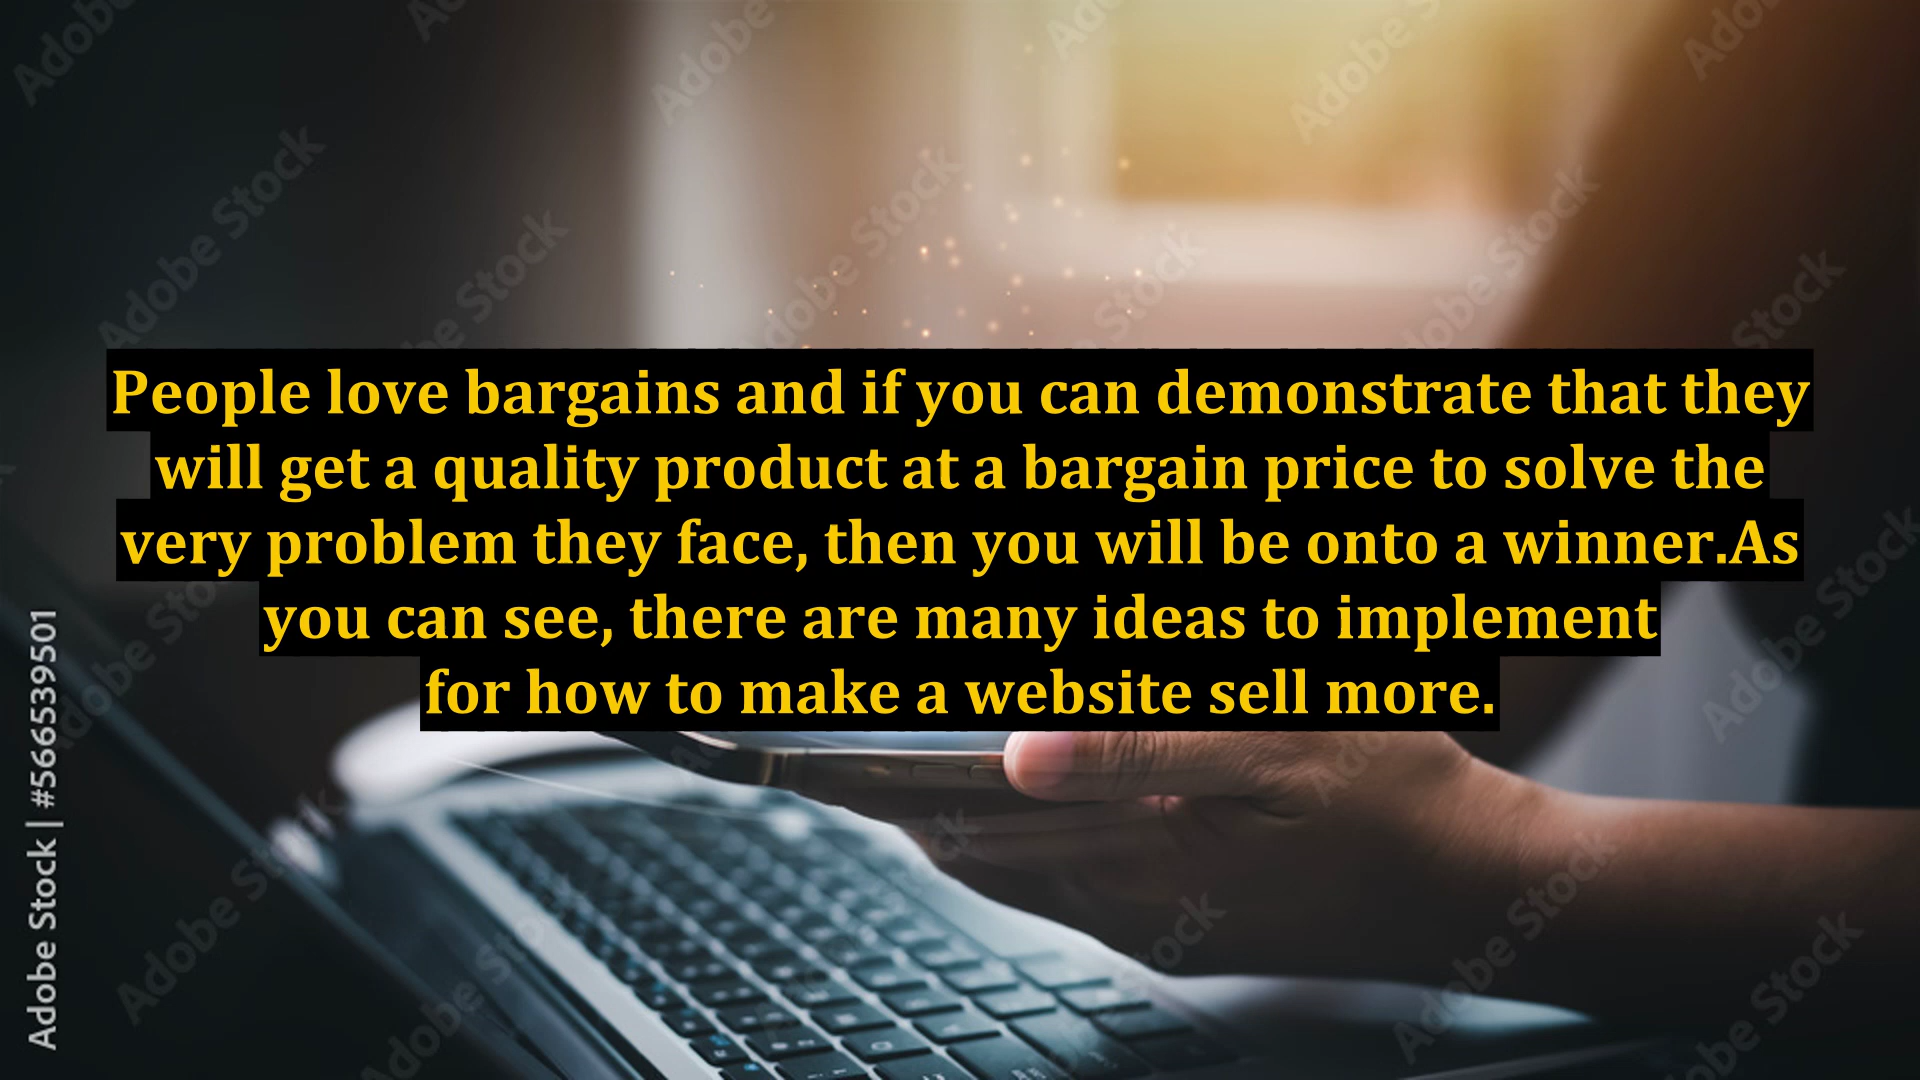 People love bargains and if you can demonstrate that they
will get a quality product at a bargain price to solve the
very problem they face, then you will be onto a winner.As
you can see, there are many ideas to implement
for how to make a website sell more.
Adobe Stock | #566539501
Adobe Stock